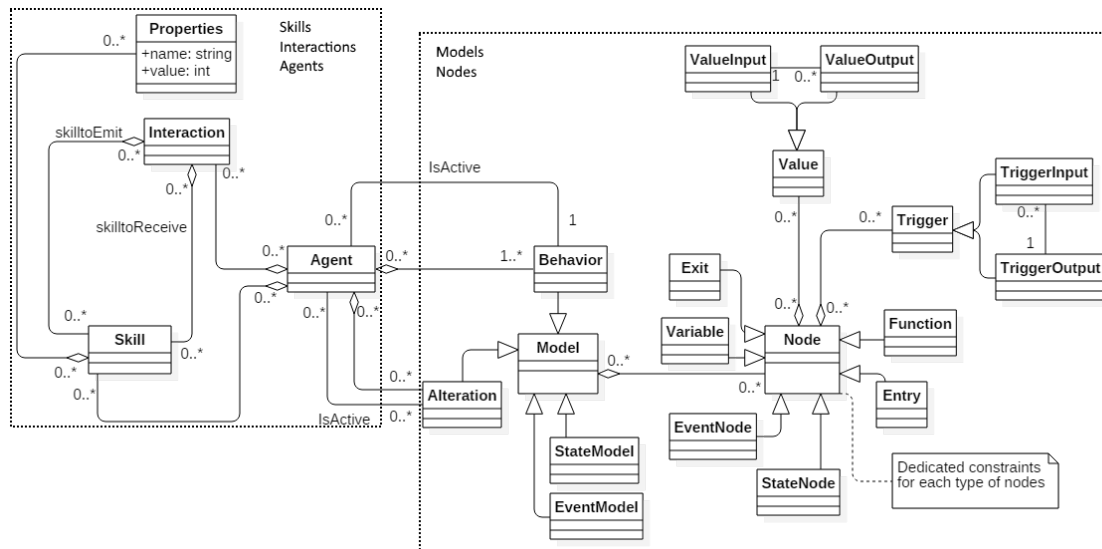 Properties
+name: string
+value: int
0..*
Skills
Interactions
Agents
Models
Nodes
ValueInput
ValueOutput
1
0..*
skilltoEmit
Interaction
0..*
0..*
0..*
0..*
IsActive
Value
TriggerInput
0..*
0..*
0..*
Trigger
skilltoReceive
0..*
1
1
0..*
Agent
0..*
1..*
Behavior
TriggerOutput
Exit
0..*
0..*
0..*
0..*
0..*
Function
0..*
Skill
Variable
Node
0..*
Model
0..*
0..*
0..*
0..*
Alteration
0..*
Entry
IsActive
0..*
EventNode
StateModel
Dedicated constraints
for each type of nodes
StateNode
EventModel